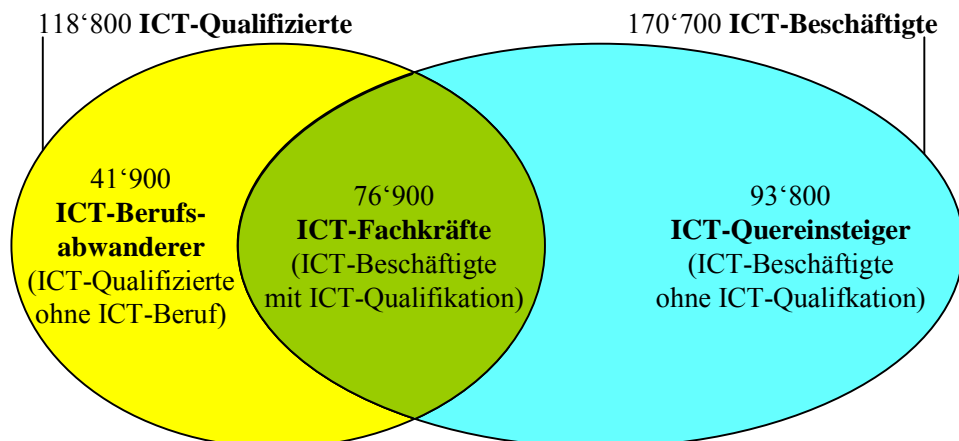 118'800 ICT-Qualifizierte
170'700 ICT-Beschäftigte
41‘900
ICT-Berufs-
abwanderer
(ICT-Qualifizierte
ohne ICT-Beruf)
76‘900
ICT-Fachkräfte
(ICT-Beschäftigte
mit ICT-Qualifikation)
93‘800
ICT-Quereinsteiger
(ICT-Beschäftigte
ohne ICT-Qualifkation)